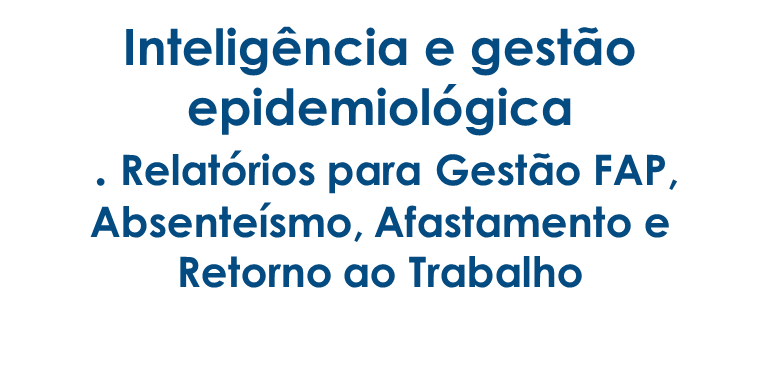 Inteligência e gestão
epidemiológica
. Relatórios para Gestão FAP,
Absenteísmo, Afastamento e
Retorno ao Trabalho